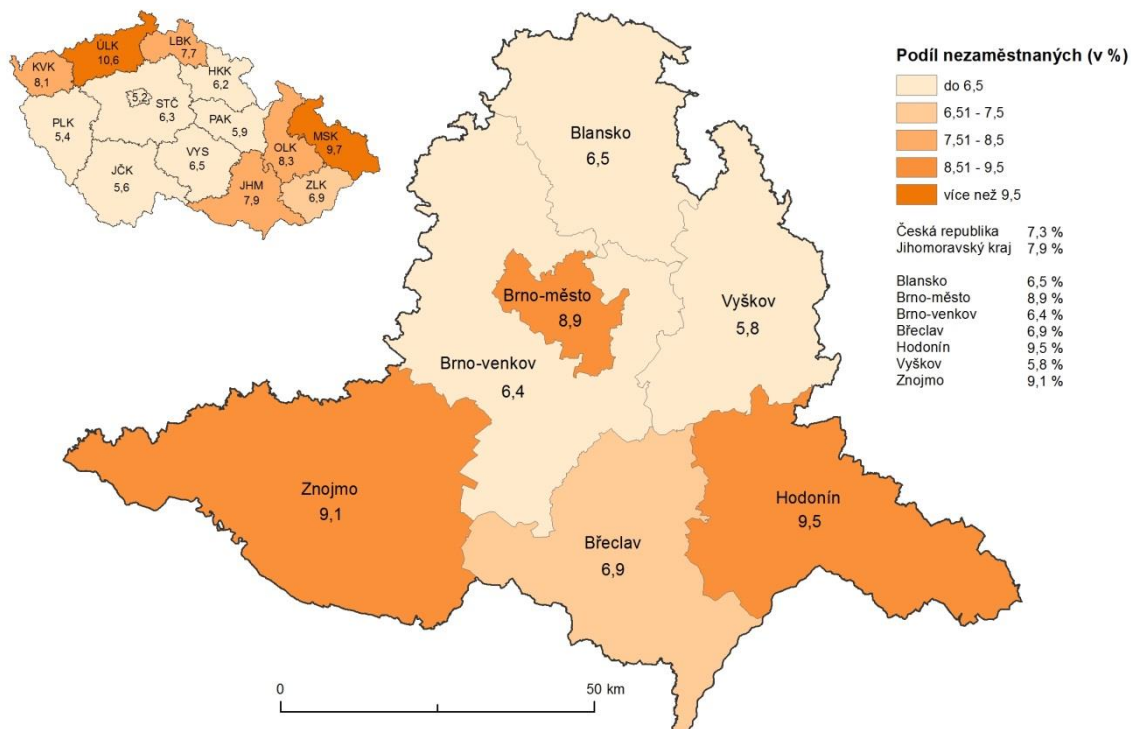 ÚLK
10,6
LBK
7,7
KVK
8,1
HKK
6,2
5,2
STČ
6,3
PLK
5,4
PAK
5,9
MSK
9,7
OLK
8,3
VYS
6,5
JČK
5,6
JHM
7,9
ZLK
6,9
Blansko
6,5
Brno-město
8,9
Vyškov
5,8
Brno-venkov
6,4
Znojmo
9,1
Hodonín
9,5
Břeclav
6,9
0
50 km
Podíl nezaměstnaných (v %)
do 6,5
6,51 - 7,5
7,51 - 8,5
8,51 - 9,5
více než 9,5
Česká republika 7,3 %
Jihomoravský kraj 7,9 %
Blansko 6,5 %
Brno-město 8,9 %
Brno-venkov 6,4 %
Břeclav 6,9 %
Hodonín 9,5 %
Vyškov 5,8 %
Znojmo 9,1 %